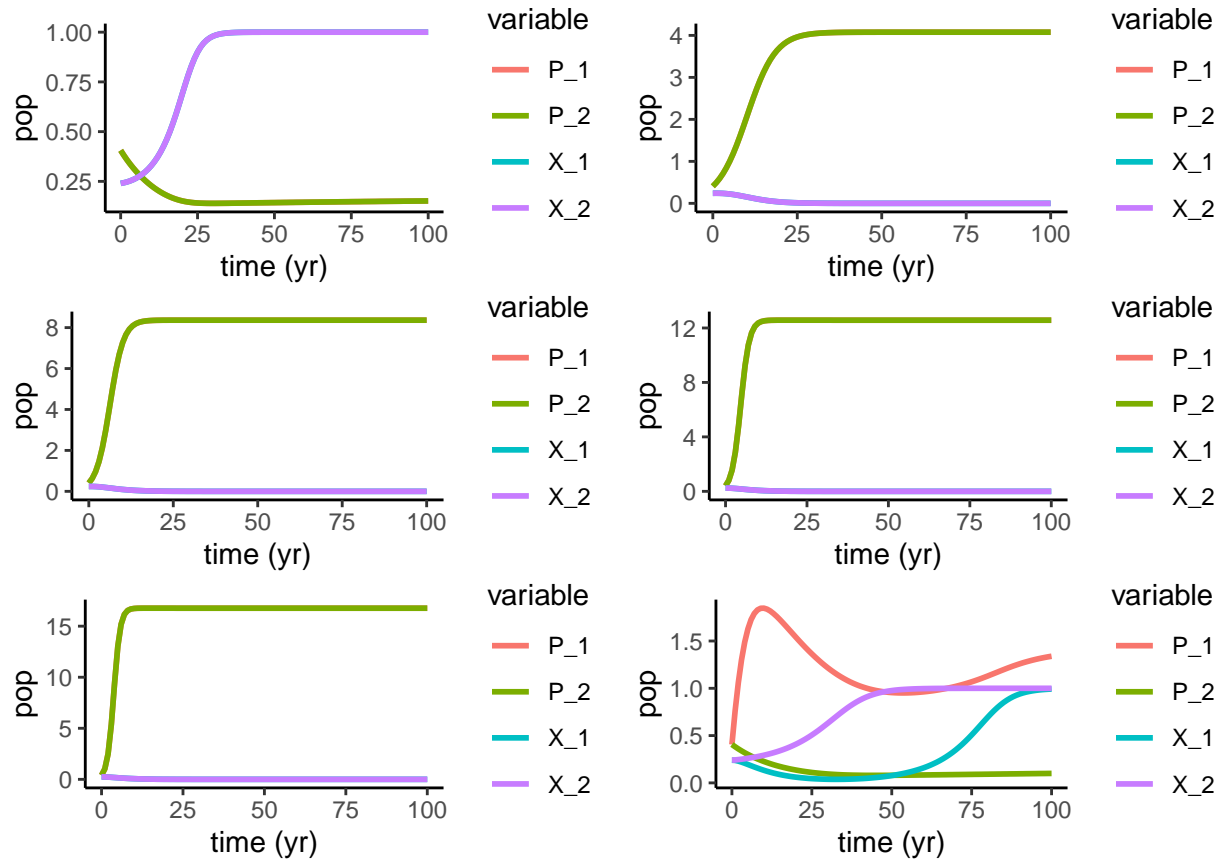 pop
1.00
0.75
0.50
0.25
0 25 50 75 100
time (yr)
variable
P_1
P_2
X_1
X_2
pop
4
3
2
1
0
0 25 50 75 100
time (yr)
variable
P_1
P_2
X_1
X_2
pop
8
6
4
2
0
0 25 50 75 100
time (yr)
variable
P_1
P_2
X_1
X_2
pop
12
8
4
0
0 25 50 75 100
time (yr)
variable
P_1
P_2
X_1
X_2
pop
15
10
5
0
0 25 50 75 100
time (yr)
variable
P_1
P_2
X_1
X_2
pop
1.5
1.0
0.5
0.0
0 25 50 75 100
time (yr)
variable
P_1
P_2
X_1
X_2